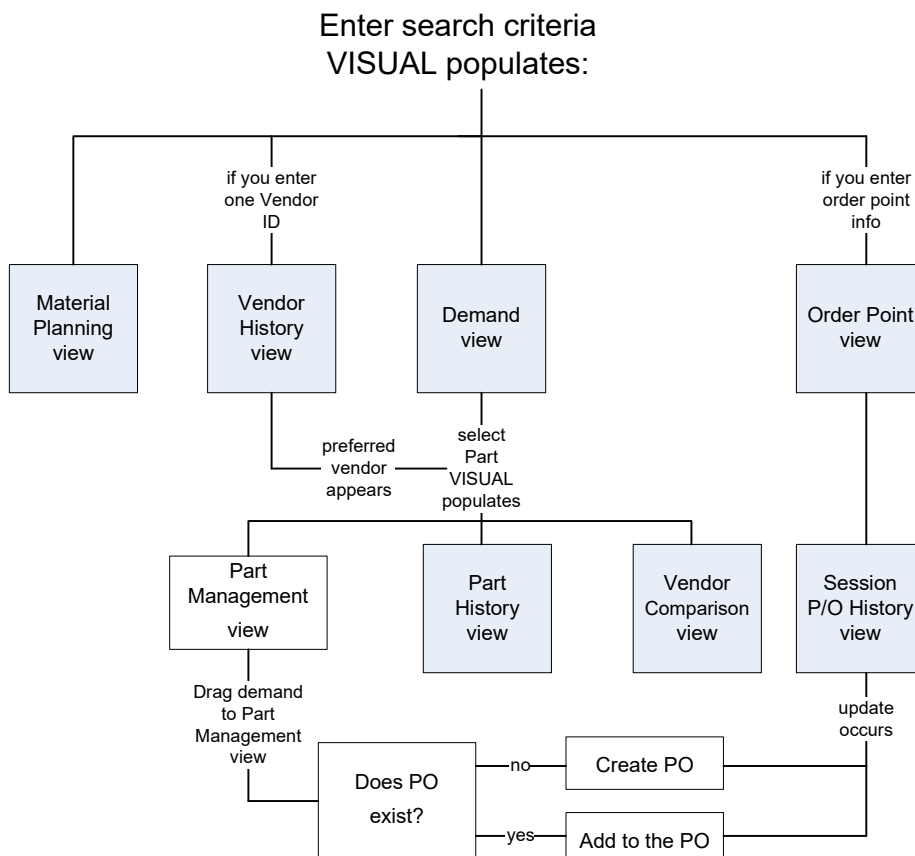 Enter search criteria
VISUAL populates:
if you enter
one Vendor
ID
if you enter
order point
info
Material
Planning
view
Vendor
History
view
Demand
view
Order Point
view
preferred
vendor
appears
select
Part
VISUAL
populates
Part
Management
view
Part
History
view
Vendor
Comparison
view
Session
P/O History
view
Drag demand
to Part
Management
view
update
occurs
Does PO
exist?
no
Create PO
yes
Add to the PO